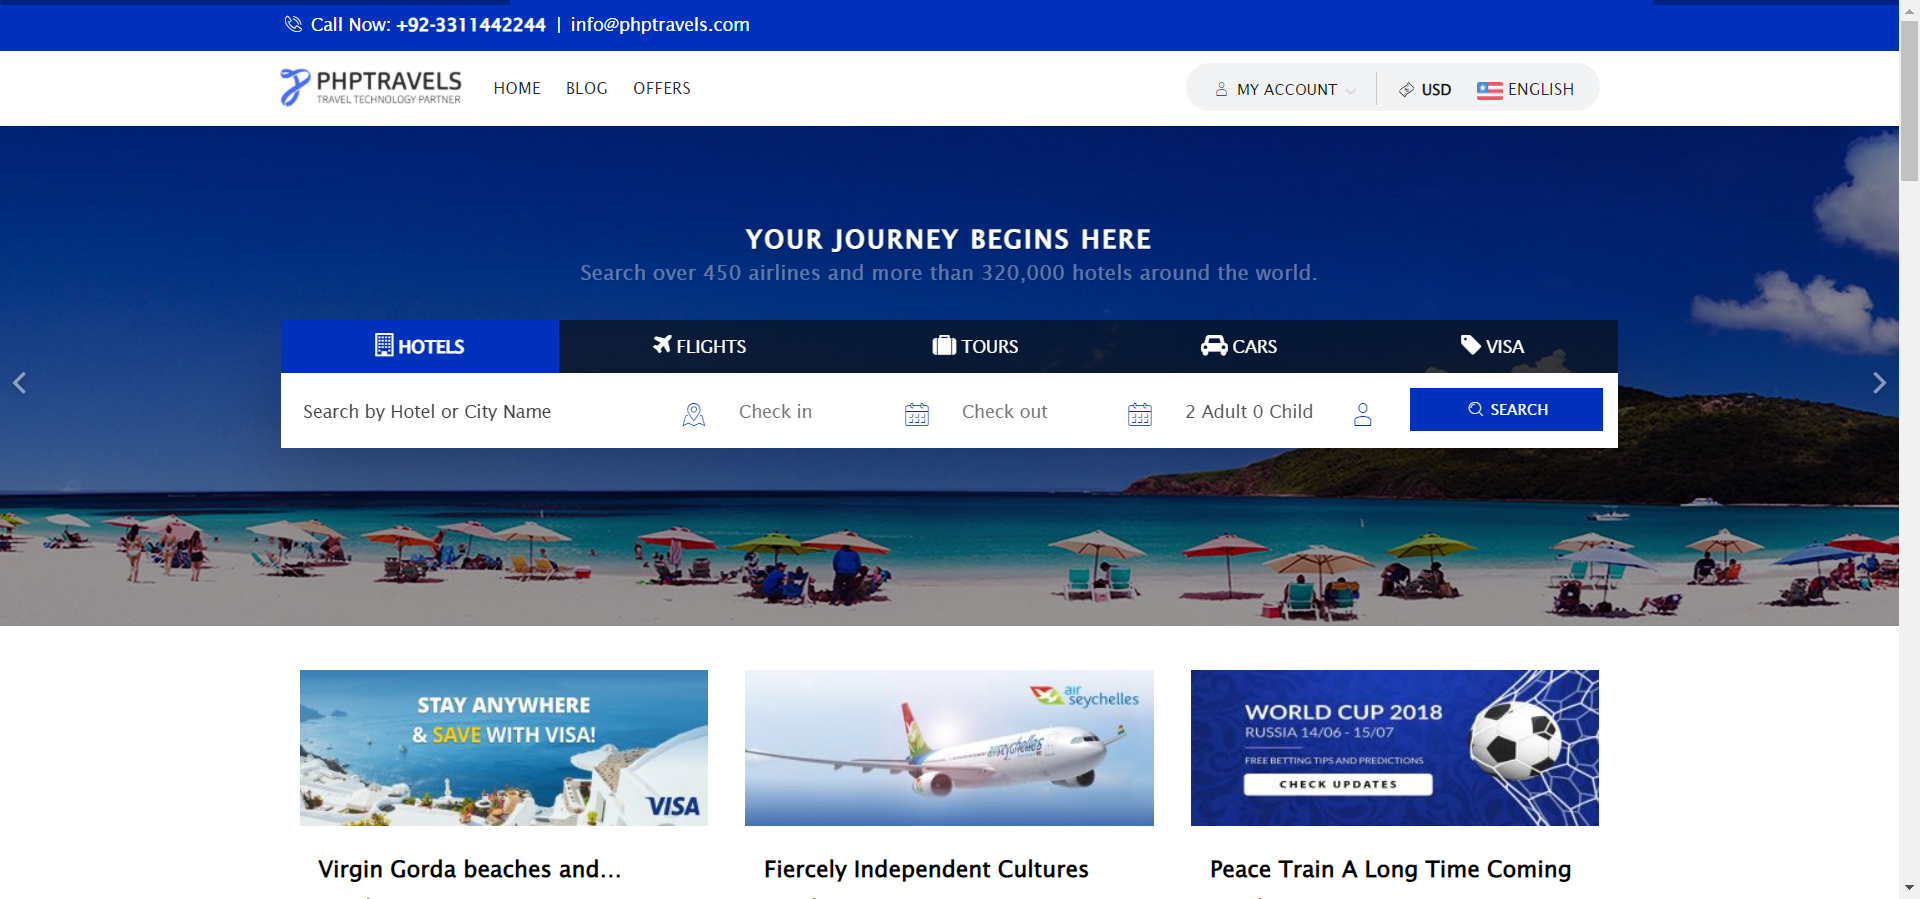 Call Now: +92-3311442244 | info@phptravels.com
PHPTRAVELS
TRAVEL TECHNOLOGY PARTNER
HOME BLOG OFFERS
MY ACCOUNT USD ENGLISH
YOUR JOURNEY BEGINS HERE
Search over 450 airlines and more than 320,000 hotels around the world.
HOTELS FLIGHTS TOURS CARS VISA
Search by Hotel or City Name Check in Check out 2 Adult 0 Child SEARCH
STAY ANYWHERE
& SAVE WITH VISA!
VISA
air
seychelles
air seychelles
WORLD CUP 2018
RUSSIA 14/06 - 15/07
FREE BETTING TIPS AND PREDICTIONS
CHECK UPDATES
Virgin Gorda beaches and...
Fiercely Independent Cultures
Peace Train A Long Time Coming